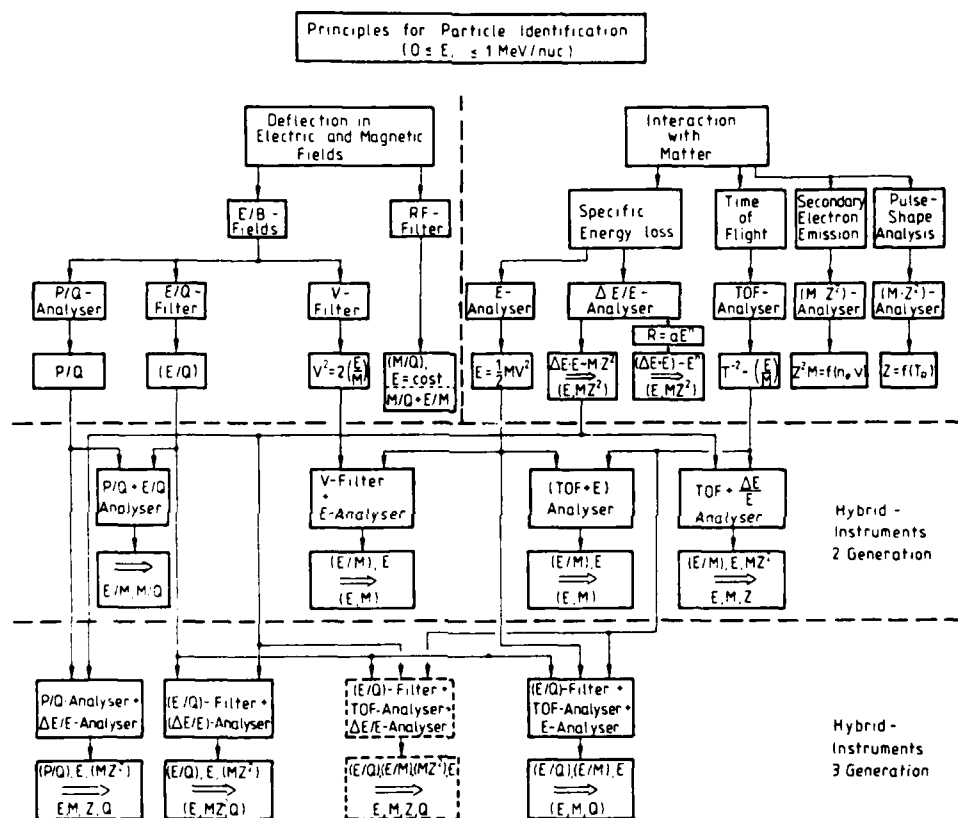 Principles for Particle Identification
(0 ≤ E, ≤ 1 MeV/nuc)
Deflection in
Electric and Magnetic
Fields
Interaction
with
Matter
E/B-
Fields
RF-
Filter
Specific
Energy loss
Time
of
Flight
Secondary
Electron
Emission
Pulse-
Shape
Analysis
P/Q-
Analyser
E/Q-
Filter
V-
Filter
E-
Analyser
Δ E/E-
Analyser
TOF-
Analyser
(M·Z²)-
Analyser
(M·Z²)-
Analyser
R=aEⁿ
P/Q
(E/Q)
V²=2(E/M)
(M/Q),
E=cost
M/Q+E/M
E=½MV²
ΔE·E~M·Z²
⇒
(E,MZ²)
(ΔE+E)-Eⁿ
⇒
(E,MZ²)
T⁻²~(E/M)
Z²M=f(nₑ,v)
Z=f(Tₚ)
P/Q + E/Q
Analyser
V-Filter
+
E-Analyser
(TOF+E)
Analyser
TOF + ΔE/E
Analyser
Hybrid-
Instruments
2 Generation
⇒
E/M,M/Q
(E/M), E
⇒
(E,M)
(E/M), E
⇒
(E,M)
(E/M), E, MZ²
⇒
E,M,Z
P/Q-Analyser+
ΔE/E-Analyser
(E/Q)-Filter+
(ΔE/E)-Analyser
(E/Q)-Filter+
TOF-Analyser+
ΔE/E-Analyser
(E/Q)-Filter +
TOF-Analyser+
E-Analyser
Hybrid-
Instruments
3 Generation
(P/Q), E, (MZ²)
⇒
E,M,Z,Q
(E/Q), E, (MZ²)
⇒
(E,MZ,Q)
(E/Q),(E/M),(MZ²),E
⇒
E,M,Z,Q
(E/Q),(E/M), E
⇒
(E,M,Q)